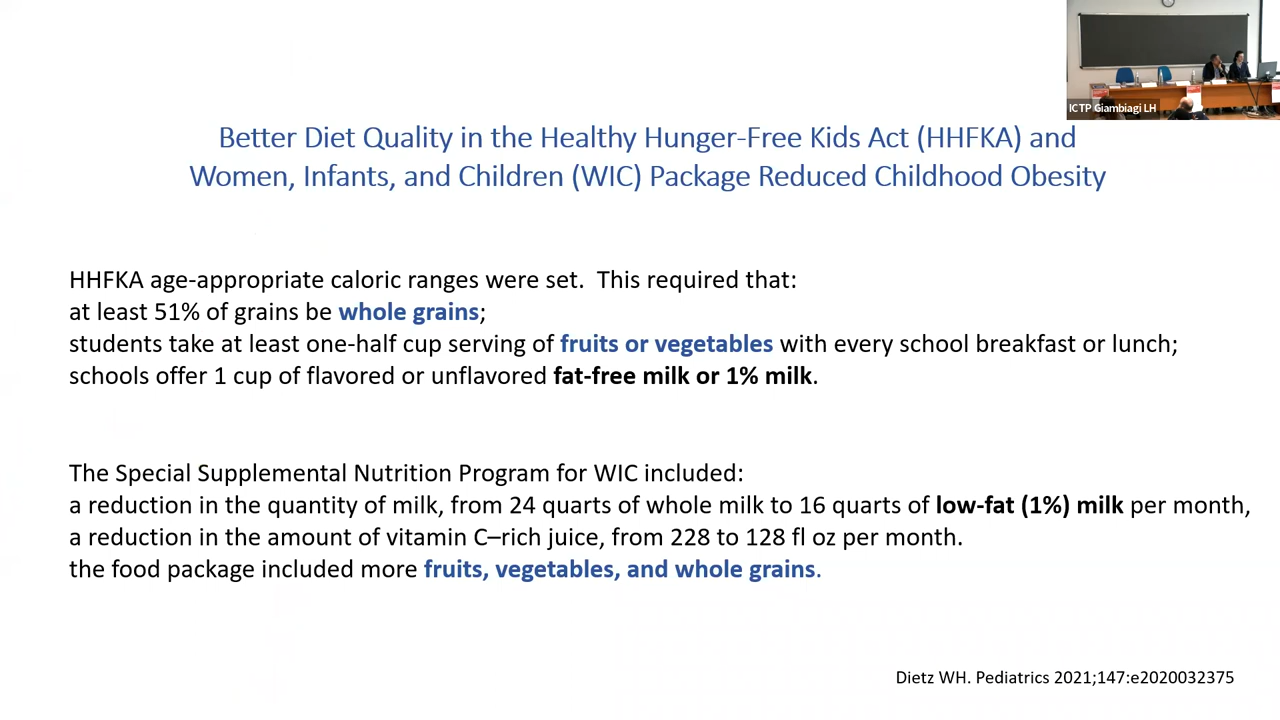 ICTP Giambiagi LH
Better Diet Quality in the Healthy Hunger-Free Kids Act (HHFKA) and
Women, Infants, and Children (WIC) Package Reduced Childhood Obesity
HHFKA age-appropriate caloric ranges were set.  This required that:
at least 51% of grains be whole grains;
students take at least one-half cup serving of fruits or vegetables with every school breakfast or lunch;
schools offer 1 cup of flavored or unflavored fat-free milk or 1% milk.
The Special Supplemental Nutrition Program for WIC included:
a reduction in the quantity of milk, from 24 quarts of whole milk to 16 quarts of low-fat (1%) milk per month,
a reduction in the amount of vitamin C–rich juice, from 228 to 128 fl oz per month.
the food package included more fruits, vegetables, and whole grains.
Dietz WH. Pediatrics 2021;147:e2020032375